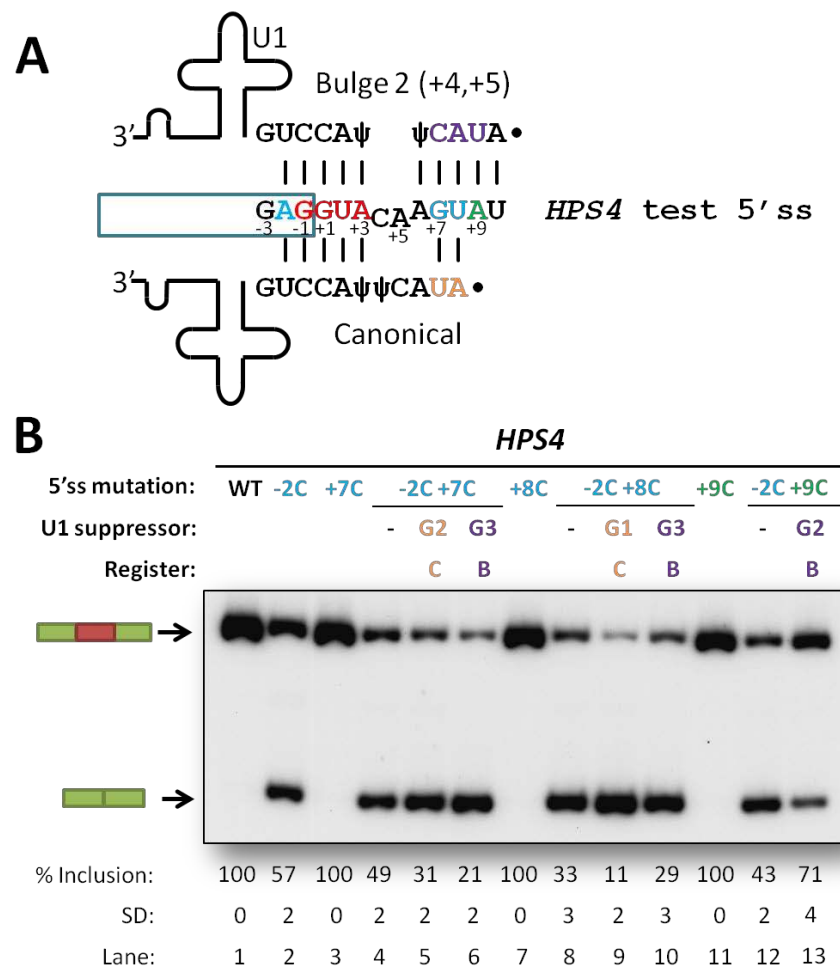 A
U1
Bulge 2 (+4,+5)
3’ GUCCAψ ψCAUA•
GAGGUACAAGUAU HPS4 test 5’ss
-3 -1 +1 +3 +5 +7 +9
3’ GUCCAψψCAUA•
Canonical
B
HPS4
5’ss mutation: WT -2C +7C -2C +7C +8C -2C +8C +9C -2C +9C
U1 suppressor: - G2 G3 - G1 G3 - G2
Register: C B C B B
% Inclusion: 100 57 100 49 31 21 100 33 11 29 100 43 71
SD: 0 2 0 2 2 2 0 3 2 3 0 2 4
Lane: 1 2 3 4 5 6 7 8 9 10 11 12 13